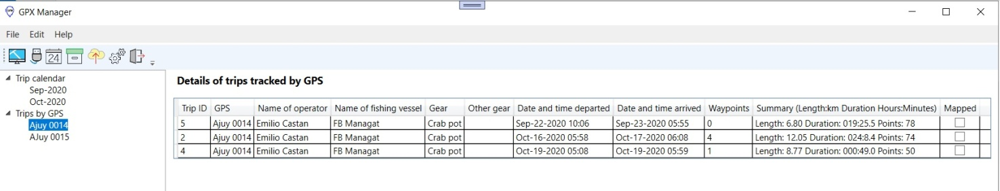 GPX Manager
File Edit Help
24
Trip calendar
Sep-2020
Oct-2020
Trips by GPS
Ajuy 0014
AJuy 0015
Details of trips tracked by GPS
Trip ID GPS Name of operator Name of fishing vessel Gear Other gear Date and time departed Date and time arrived Waypoints Summary (Length:km Duration Hours:Minutes) Mapped
5 Ajuy 0014 Emilio Castan FB Managat Crab pot Sep-22-2020 10:06 Sep-23-2020 05:55 0 Length: 6.80 Duration: 019:25.5 Points: 78
2 Ajuy 0014 Emilio Castan FB Managat Crab pot Oct-16-2020 05:58 Oct-17-2020 06:08 4 Length: 12.05 Duration: 024:8.4 Points: 74
4 Ajuy 0014 Emilio Castan FB Managat Crab pot Oct-19-2020 05:08 Oct-19-2020 05:59 1 Length: 8.77 Duration: 000:49.0 Points: 50